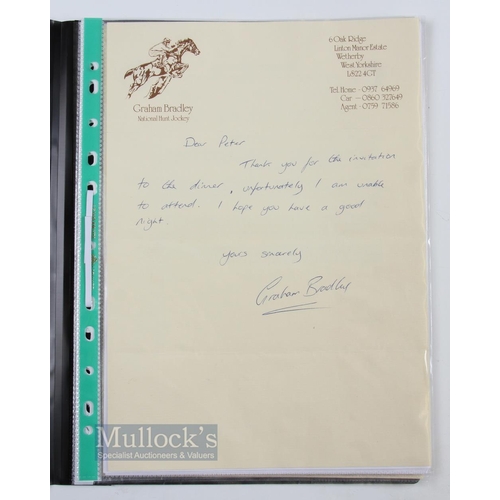 Graham Bradley
National Hunt Jockey
6 Oak Ridge
Linton Manor Estate
Wetherby
West Yorkshire
LS22 4GT
Tel. Home - 0937 64969
Car - 0860 327649
Agent - 0759 71586
Dear Peter
Thank you for the invitation
to the dinner, unfortunately I am unable
to attend. I hope you have a good
night.
yours sincerely
Graham Bradley
Mullock's
Specialist Auctioneers & Valuers